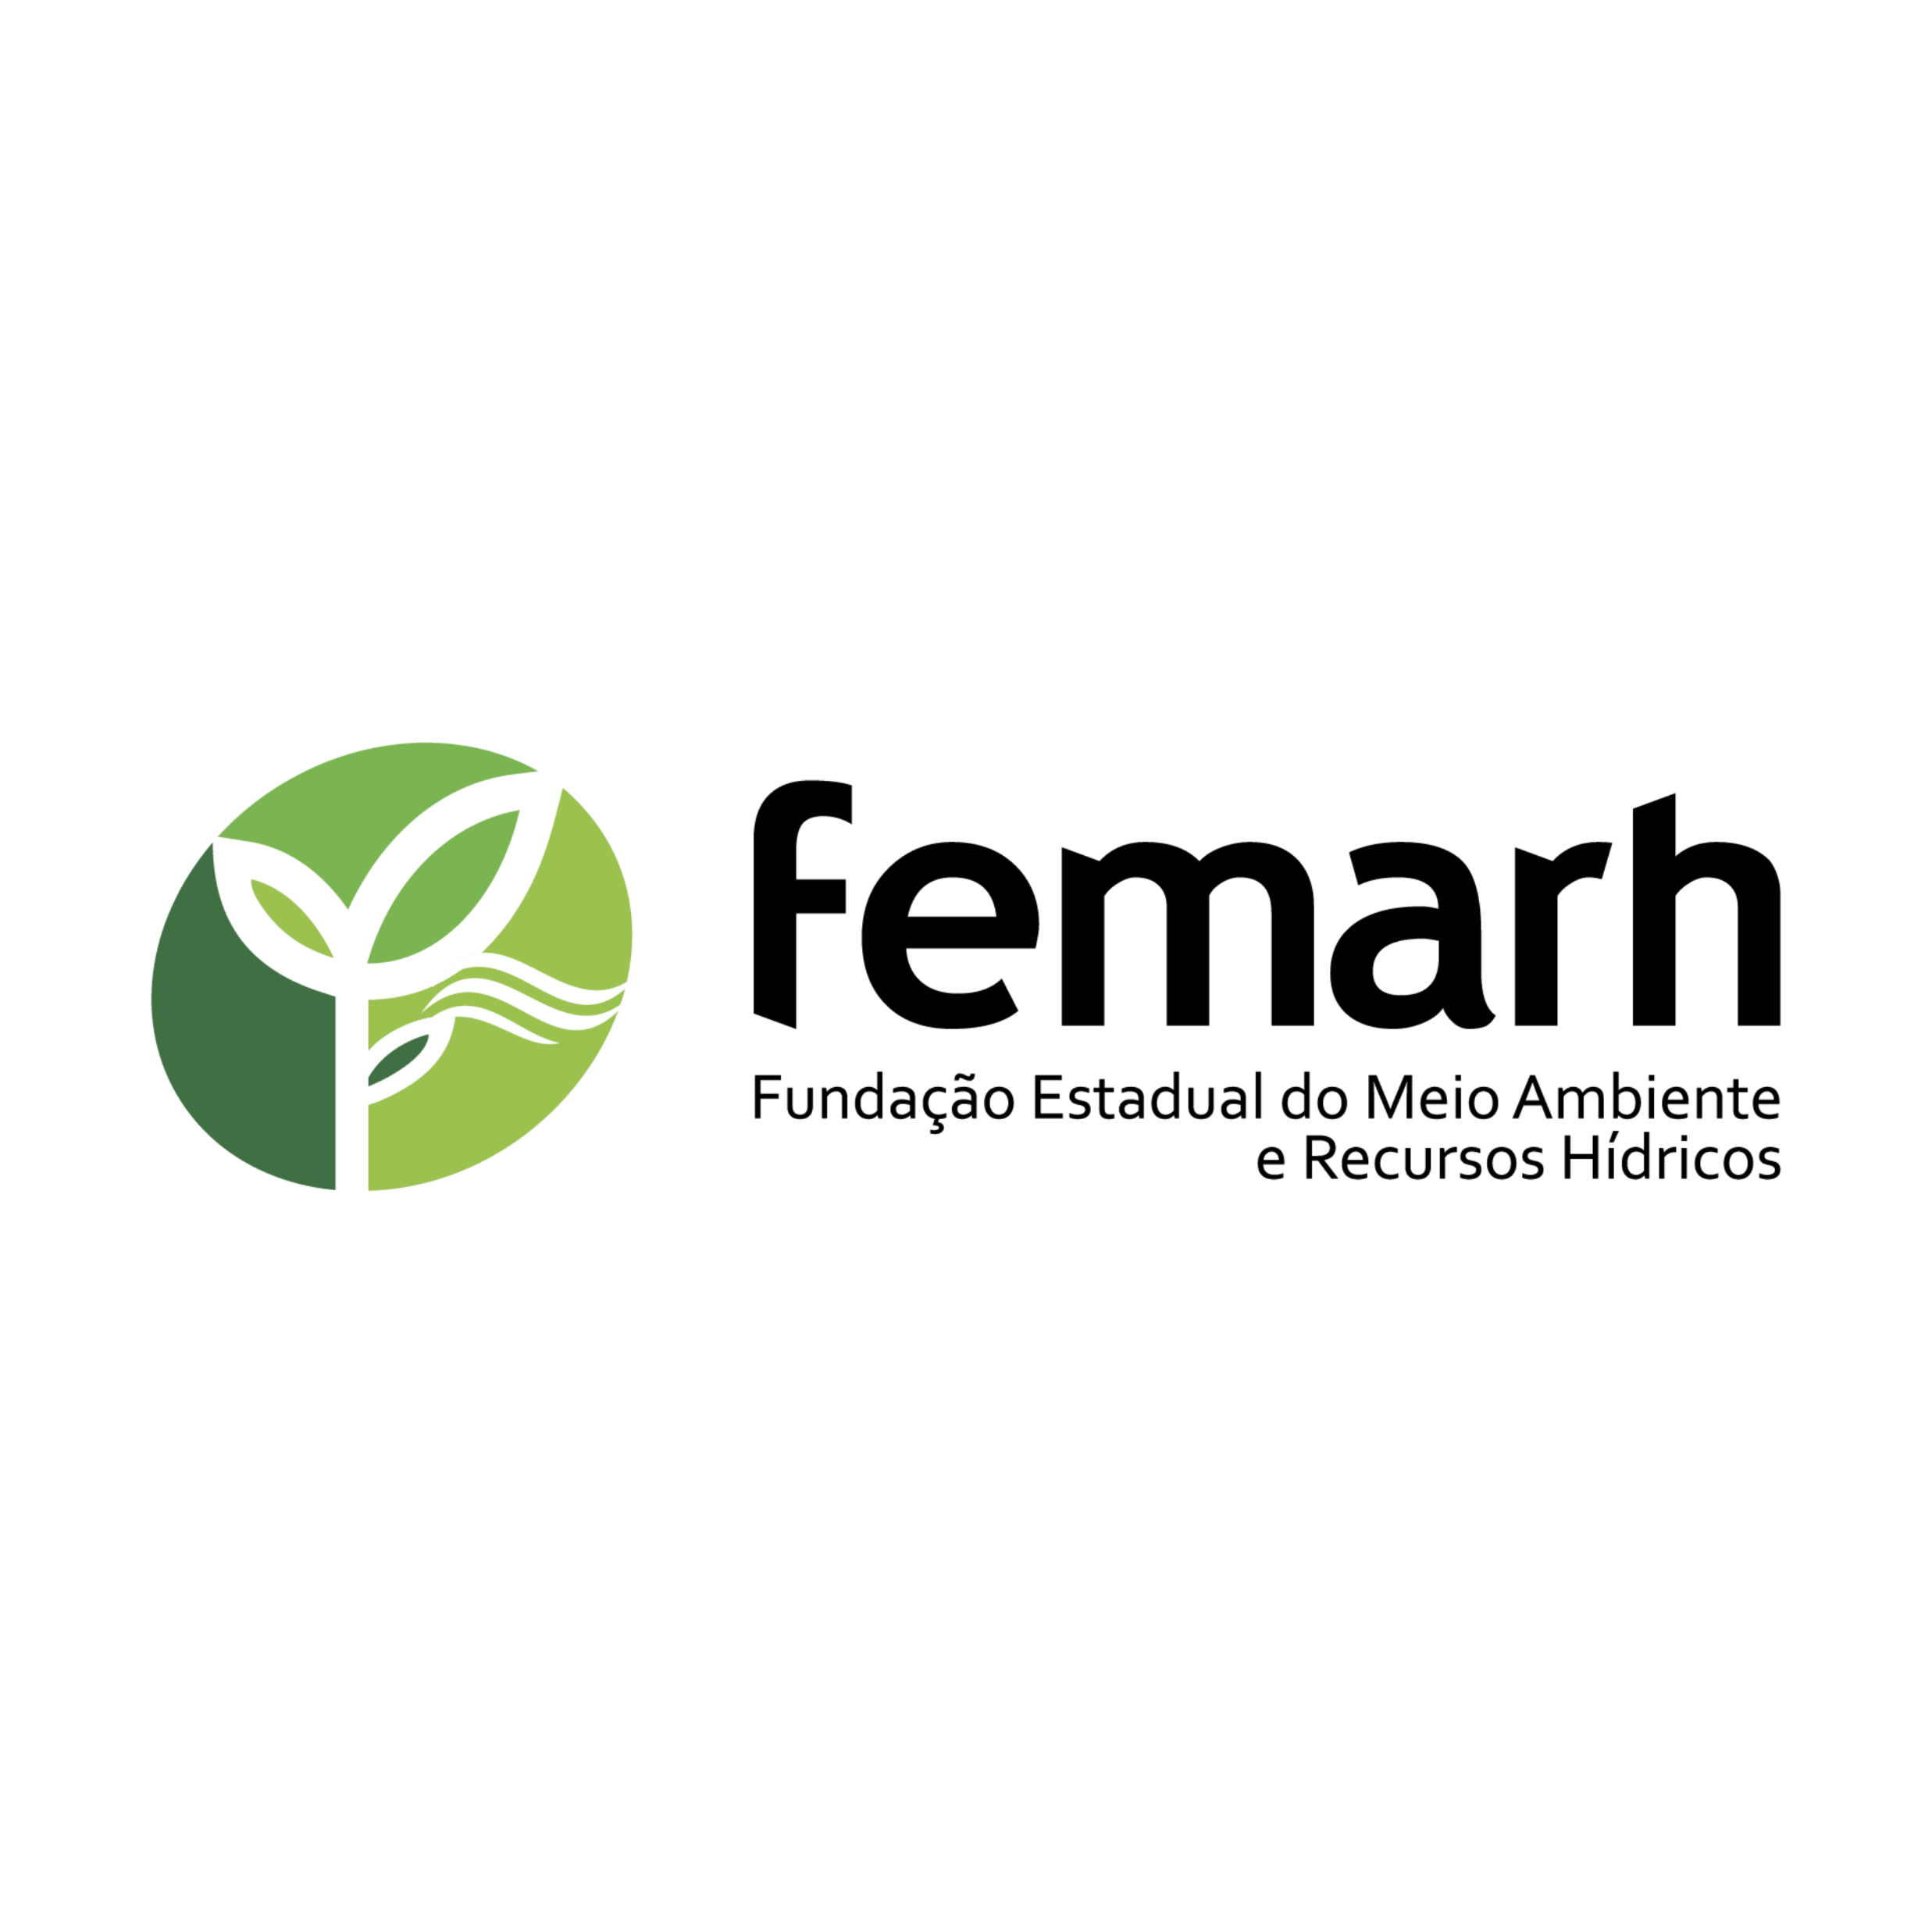 femarh
Fundação Estadual do Meio Ambiente
e Recursos Hídricos